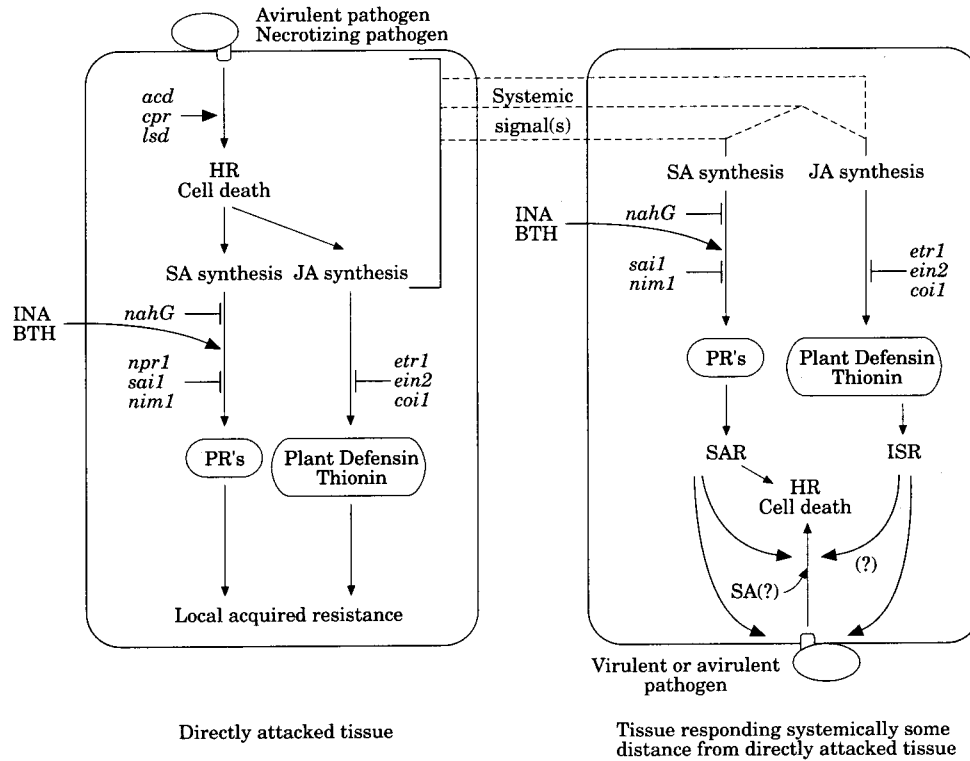 Avirulent pathogen
Necrotizing pathogen
acd
cpr
lsd
HR
Cell death
SA synthesis
JA synthesis
INA
BTH
nahG
npr1
sai1
nim1
etr1
ein2
coi1
PR's
Plant Defensin
Thionin
Local acquired resistance
Directly attacked tissue
Systemic
signal(s)
SA synthesis
JA synthesis
INA
BTH
nahG
sai1
nim1
etr1
ein2
coi1
PR's
Plant Defensin
Thionin
SAR
ISR
HR
Cell death
(?)
SA(?)
Virulent or avirulent
pathogen
Tissue responding systemically some
distance from directly attacked tissue